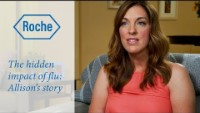 Roche
The hidden
impact of flu:
Allison's story